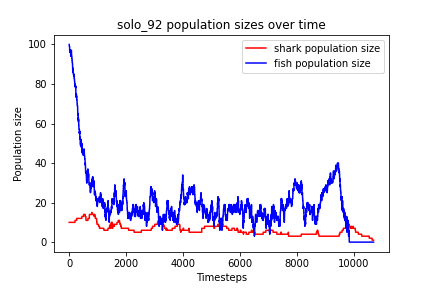 solo_92 population sizes over time
shark population size
fish population size
Population size
100
80
60
40
20
0
0
2000
4000
6000
8000
10000
Timesteps